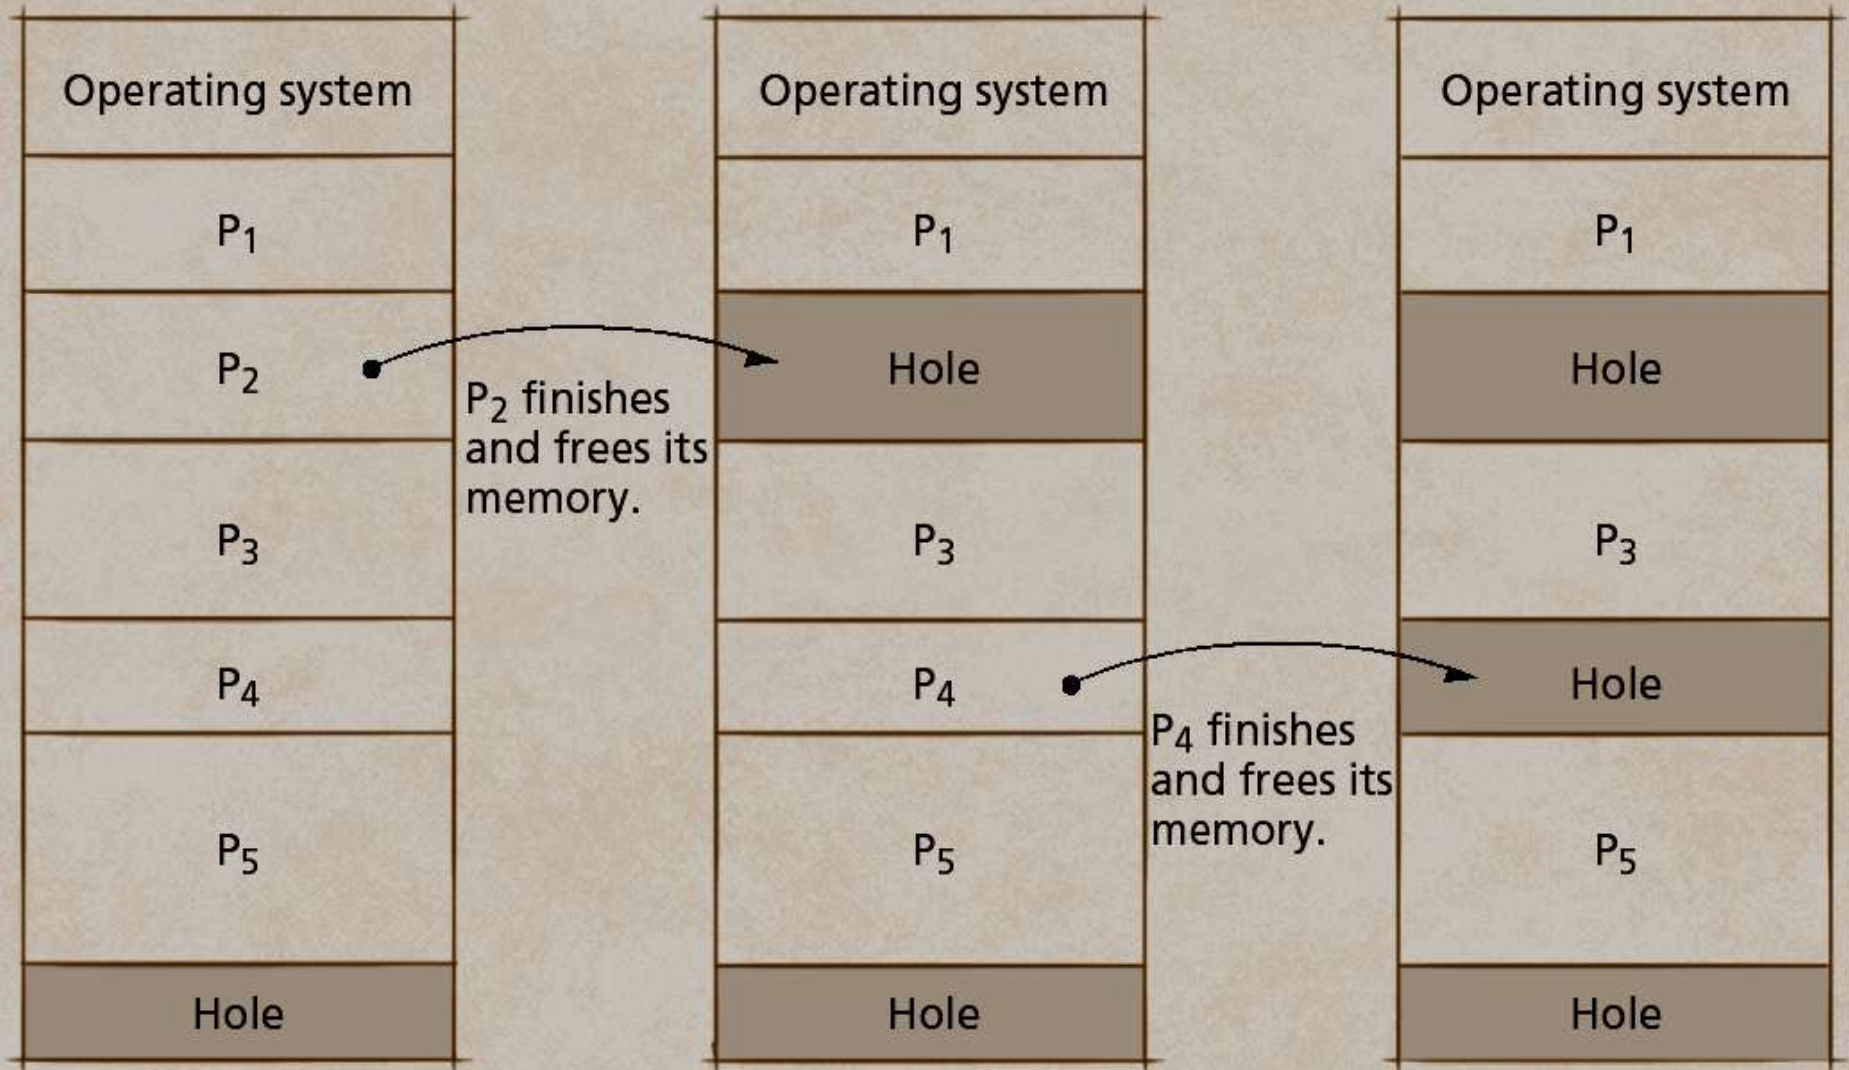 Operating system
P1
P2
P3
P4
P5
Hole
P2 finishes
and frees its
memory.
Operating system
P1
Hole
P3
P4
P5
Hole
P4 finishes
and frees its
memory.
Operating system
P1
Hole
P3
Hole
P5
Hole